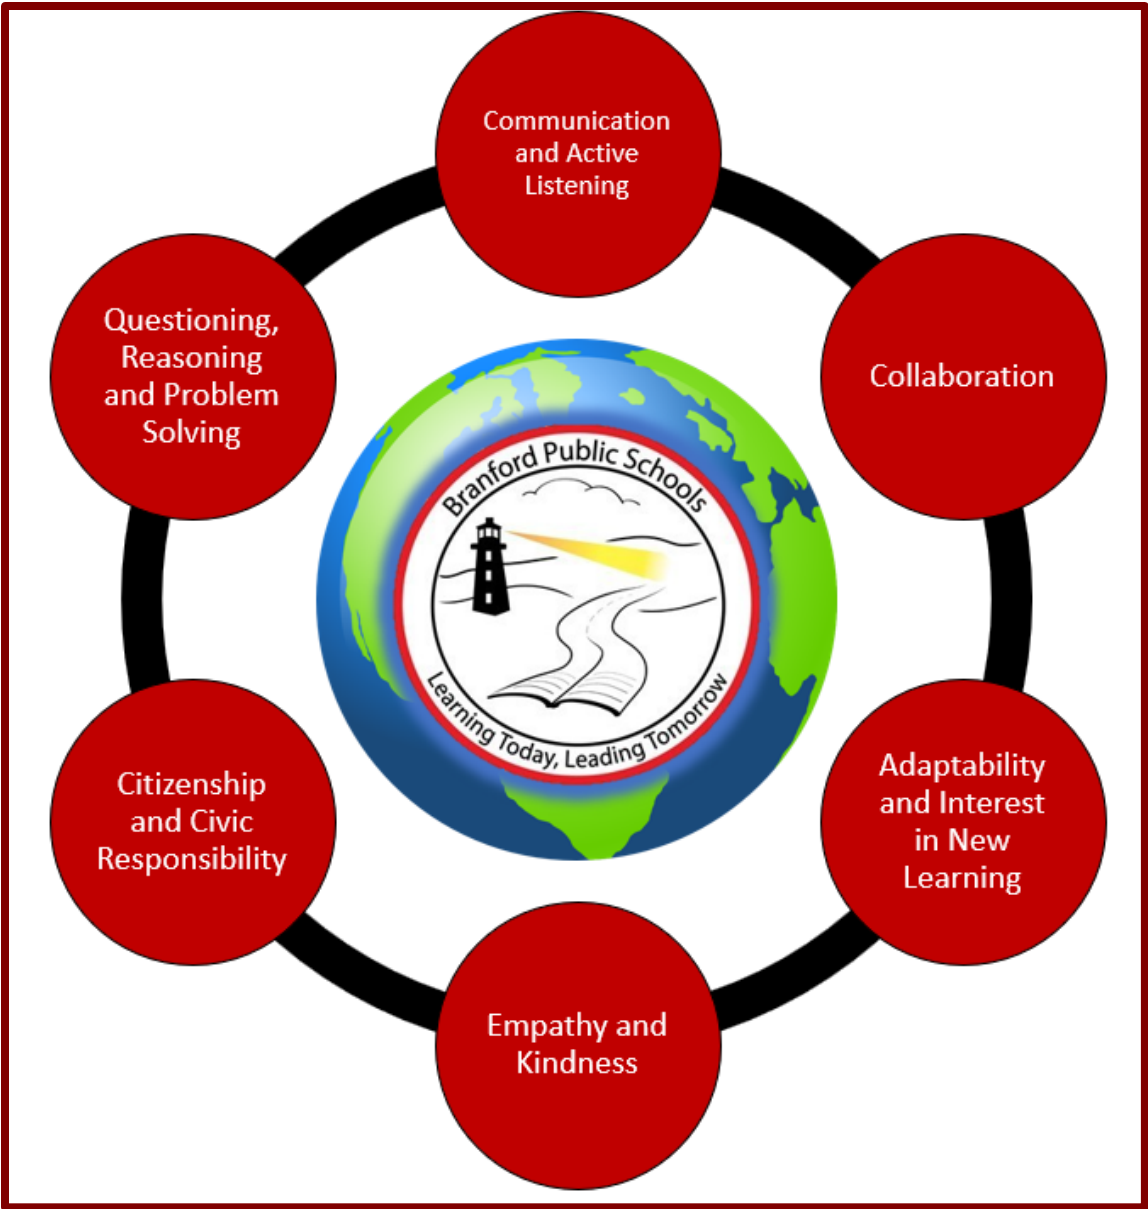 Communication
and Active
Listening
Collaboration
Adaptability
and Interest
in New
Learning
Empathy and
Kindness
Citizenship
and Civic
Responsibility
Questioning,
Reasoning
and Problem
Solving
Branford Public Schools
Learning Today, Leading Tomorrow